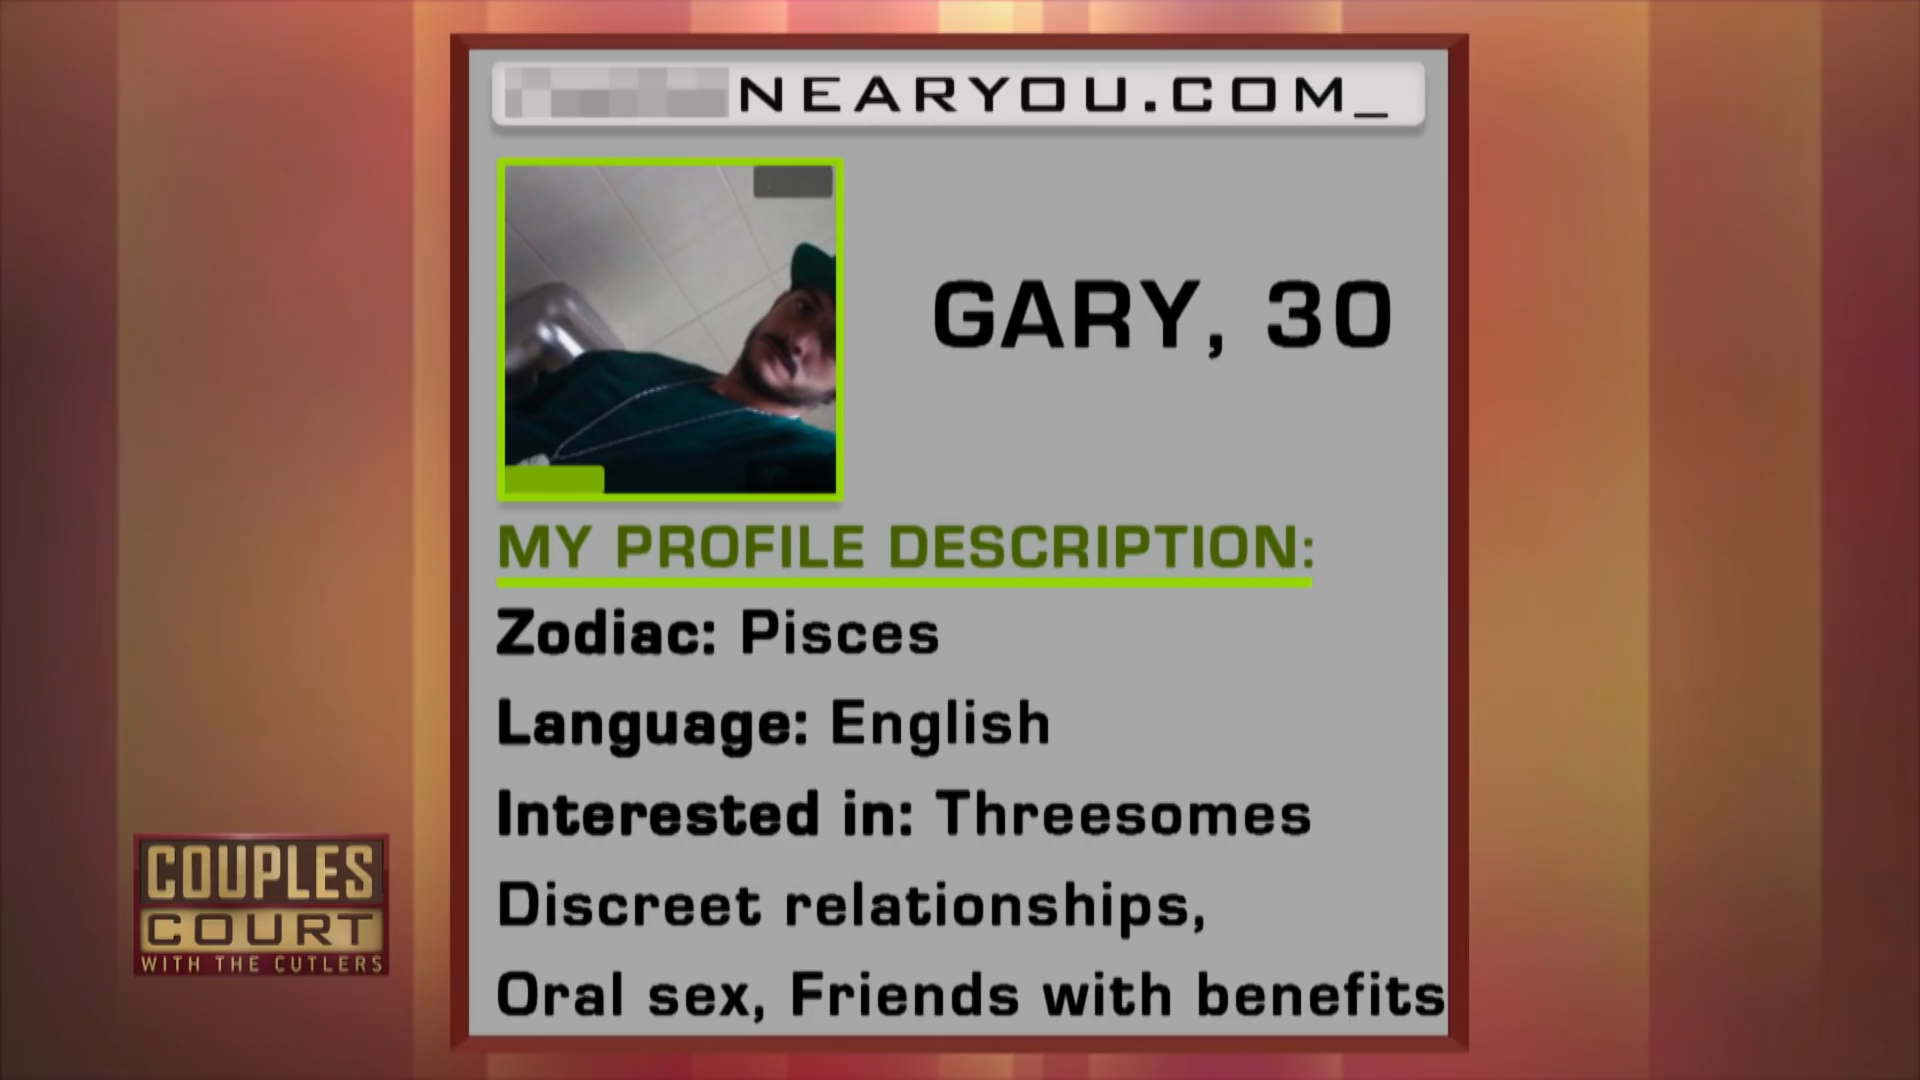 NEARYOU.COM_
GARY, 30
MY PROFILE DESCRIPTION:
Zodiac: Pisces
Language: English
Interested in: Threesomes
Discreet relationships,
Oral sex, Friends with benefits
COUPLES
COURT
WITH THE CUTLERS